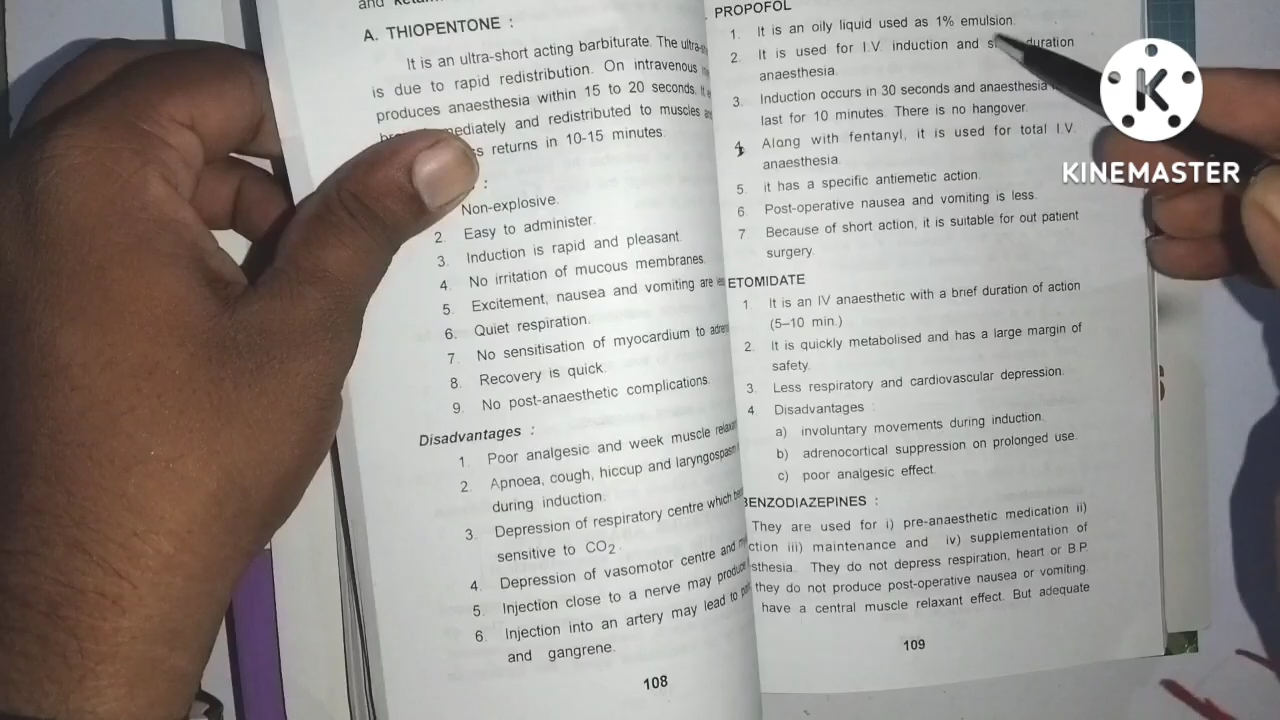 and
A. THIOPENTONE :
It is an ultra-short acting barbiturate. The
is due to rapid redistribution. On intravenous
produces anaesthesia within 15 to 20 seconds.
mediately and redistributed to muscles
returns in 10-15 minutes.
:
Non-explosive.
2. Easy to administer.
3. Induction is rapid and pleasant.
4. No irritation of mucous membranes.
5. Excitement, nausea and vomiting are
6. Quiet respiration.
7. No sensitisation of myocardium to
8. Recovery is quick.
9. No post-anaesthetic complications.
Disadvantages :
1. Poor analgesic and week muscle
2. Apnoea, cough, hiccup and laryngospasm
during induction.
3. Depression of respiratory centre which
sensitive to CO2.
4. Depression of vasomotor centre and
5. Injection close to a nerve may produce
6. Injection into an artery may lead to
and gangrene.
108
PROPOFOL
1. It is an oily liquid used as 1% emulsion.
2. It is used for I.V. induction and duration
anaesthesia.
3. Induction occurs in 30 seconds and anaesthesia
last for 10 minutes. There is no hangover.
4. Along with fentanyl, it is used for total I.V.
anaesthesia.
5. it has a specific antiemetic action.
6. Post-operative nausea and vomiting is less.
7. Because of short action, it is suitable for out patient
surgery.
ETOMIDATE
1. It is an IV anaesthetic with a brief duration of action
(5–10 min.)
2. It is quickly metabolised and has a large margin of
safety.
3. Less respiratory and cardiovascular depression.
4. Disadvantages :
a) involuntary movements during induction.
b) adrenocortical suppression on prolonged use.
c) poor analgesic effect.
BENZODIAZEPINES :
They are used for i) pre-anaesthetic medication ii)
ction iii) maintenance and iv) supplementation of
sthesia. They do not depress respiration, heart or B.P.
they do not produce post-operative nausea or vomiting.
have a central muscle relaxant effect. But adequate
109
K
KINEMASTER